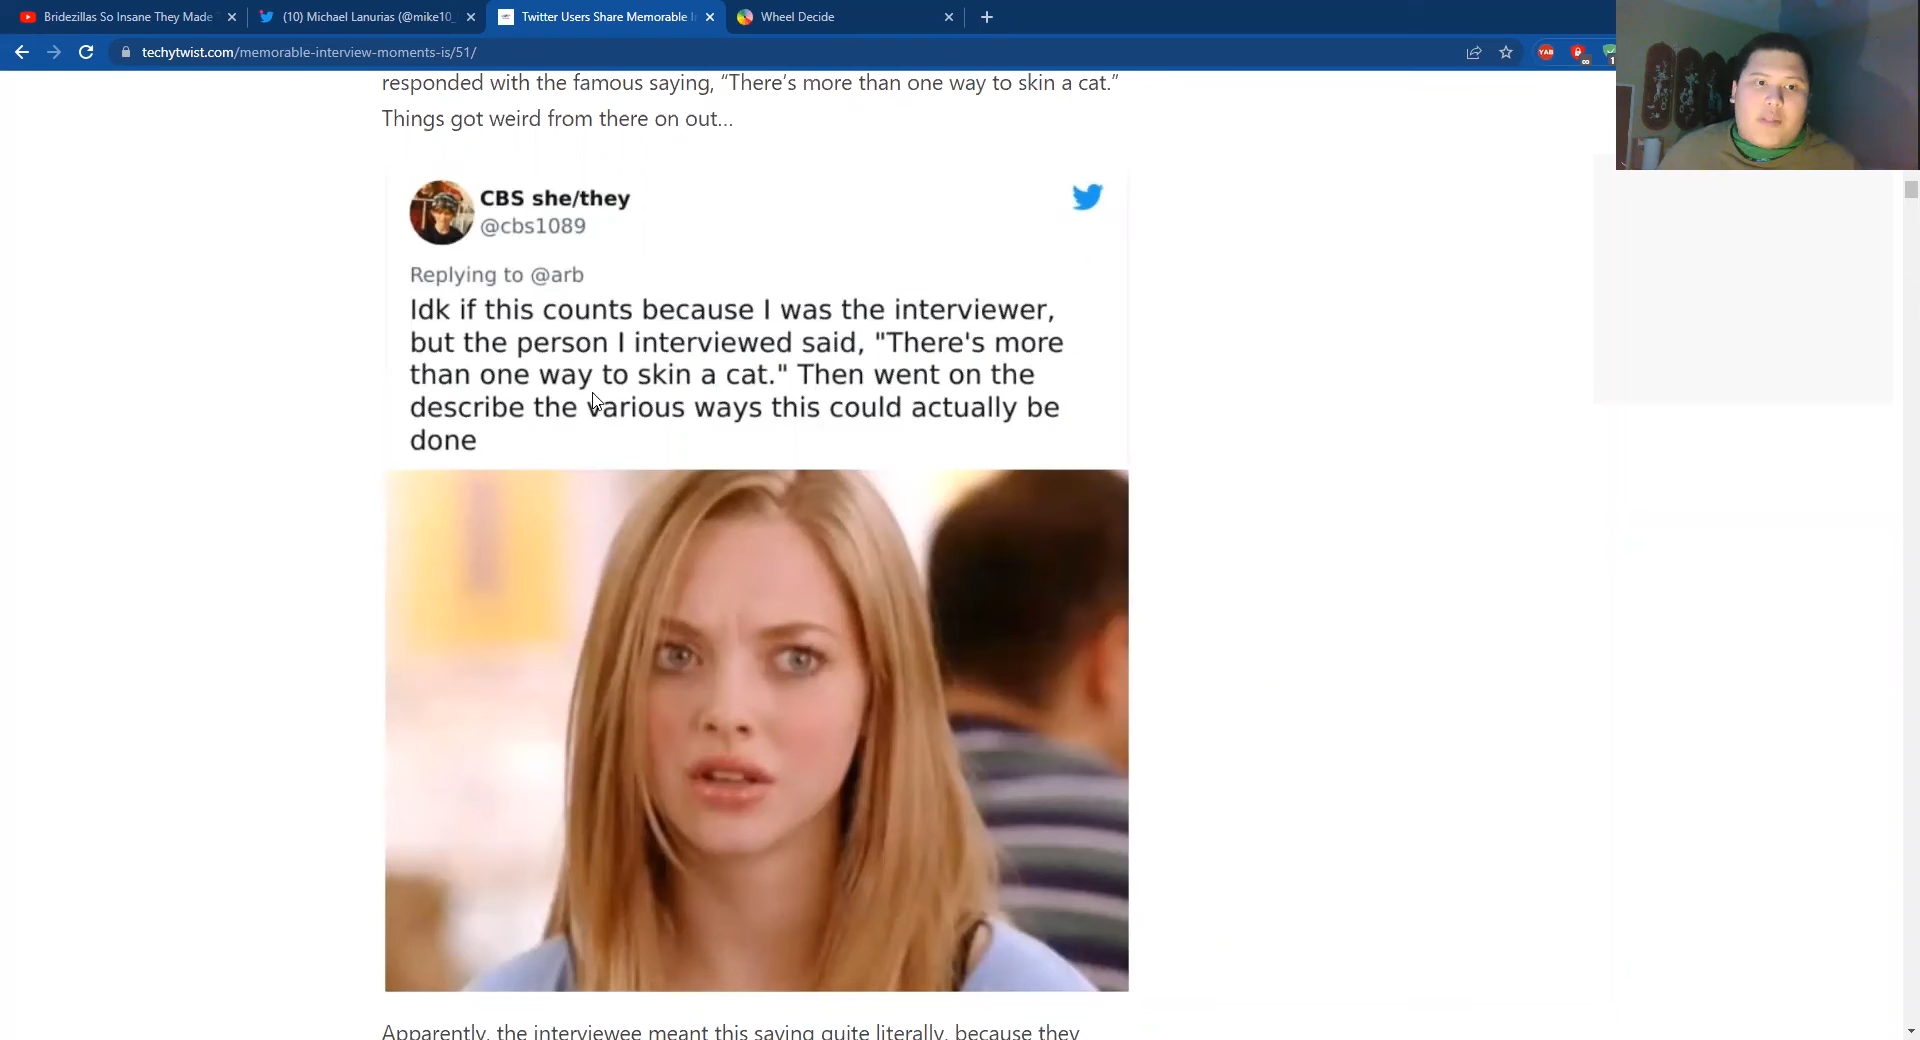 Bridezillas So Insane They Made
(10) Michael Lanurias (@mike10_
Twitter Users Share Memorable I
Wheel Decide
techytwist.com/memorable-interview-moments-is/51/
YAB
responded with the famous saying, “There’s more than one way to skin a cat.”
Things got weird from there on out…
CBS she/they
@cbs1089
Replying to @arb
Idk if this counts because I was the interviewer,
but the person I interviewed said, "There's more
than one way to skin a cat." Then went on the
describe the various ways this could actually be
done
Apparently, the interviewee meant this saying quite literally, because they